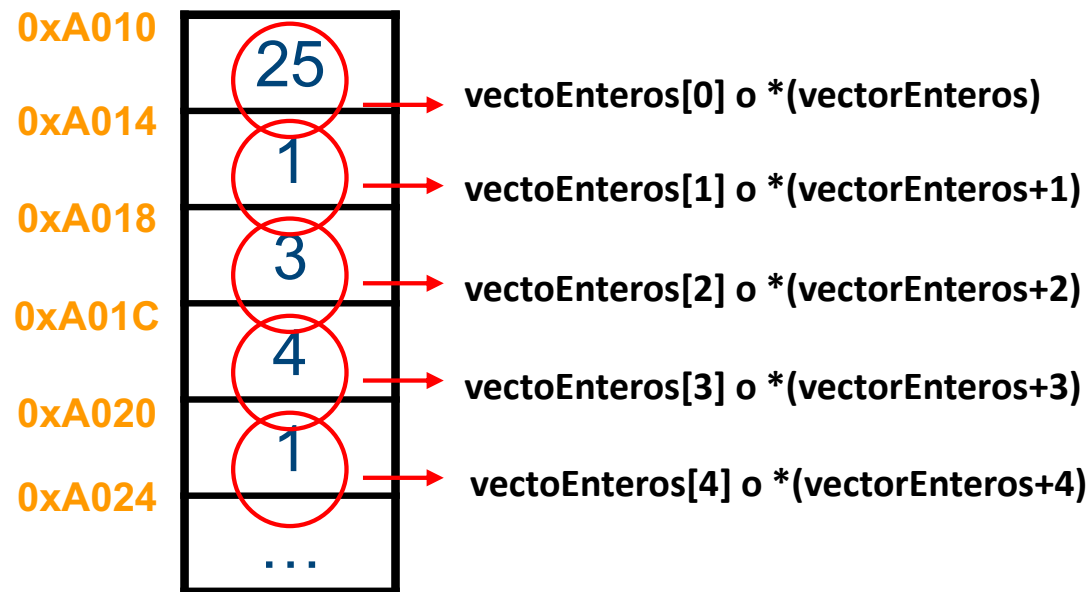 0xA010
25
vectoEnteros[0] o *(vectorEnteros)
0xA014
1
vectoEnteros[1] o *(vectorEnteros+1)
0xA018
3
vectoEnteros[2] o *(vectorEnteros+2)
0xA01C
4
vectoEnteros[3] o *(vectorEnteros+3)
0xA020
1
vectoEnteros[4] o *(vectorEnteros+4)
0xA024
...